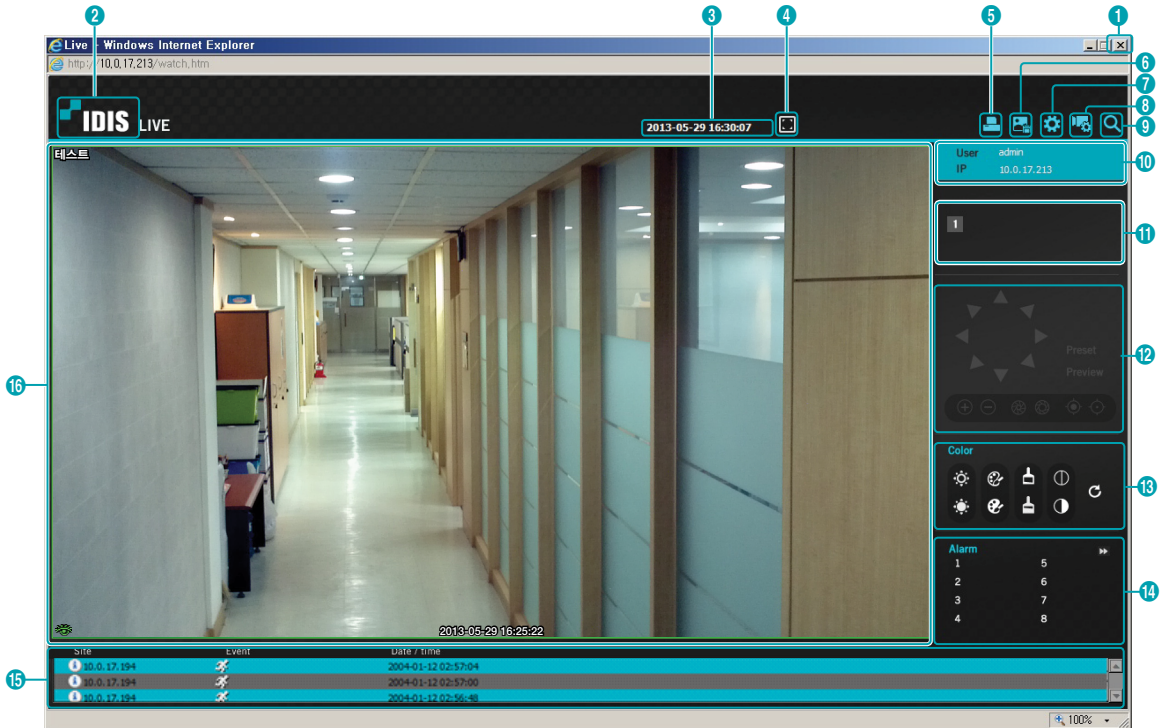 2
3
4
5
1
Live - Windows Internet Explorer
http://10,0,17,213/watch,htm
6
7
8
IDIS LIVE
2013-05-29 16:30:07
9
테스트
User admin
IP 10.0.17.213
10
1
11
Preset
Preview
12
16
Color
13
Alarm
1 5
2 6
3 7
4 8
14
2013-05-29 16:25:22
Site Event Date / time
10.0.17.194 2004-01-12 02:57:04
10.0.17.194 2004-01-12 02:57:00
15
10.0.17.194 2004-01-12 02:56:48
100%